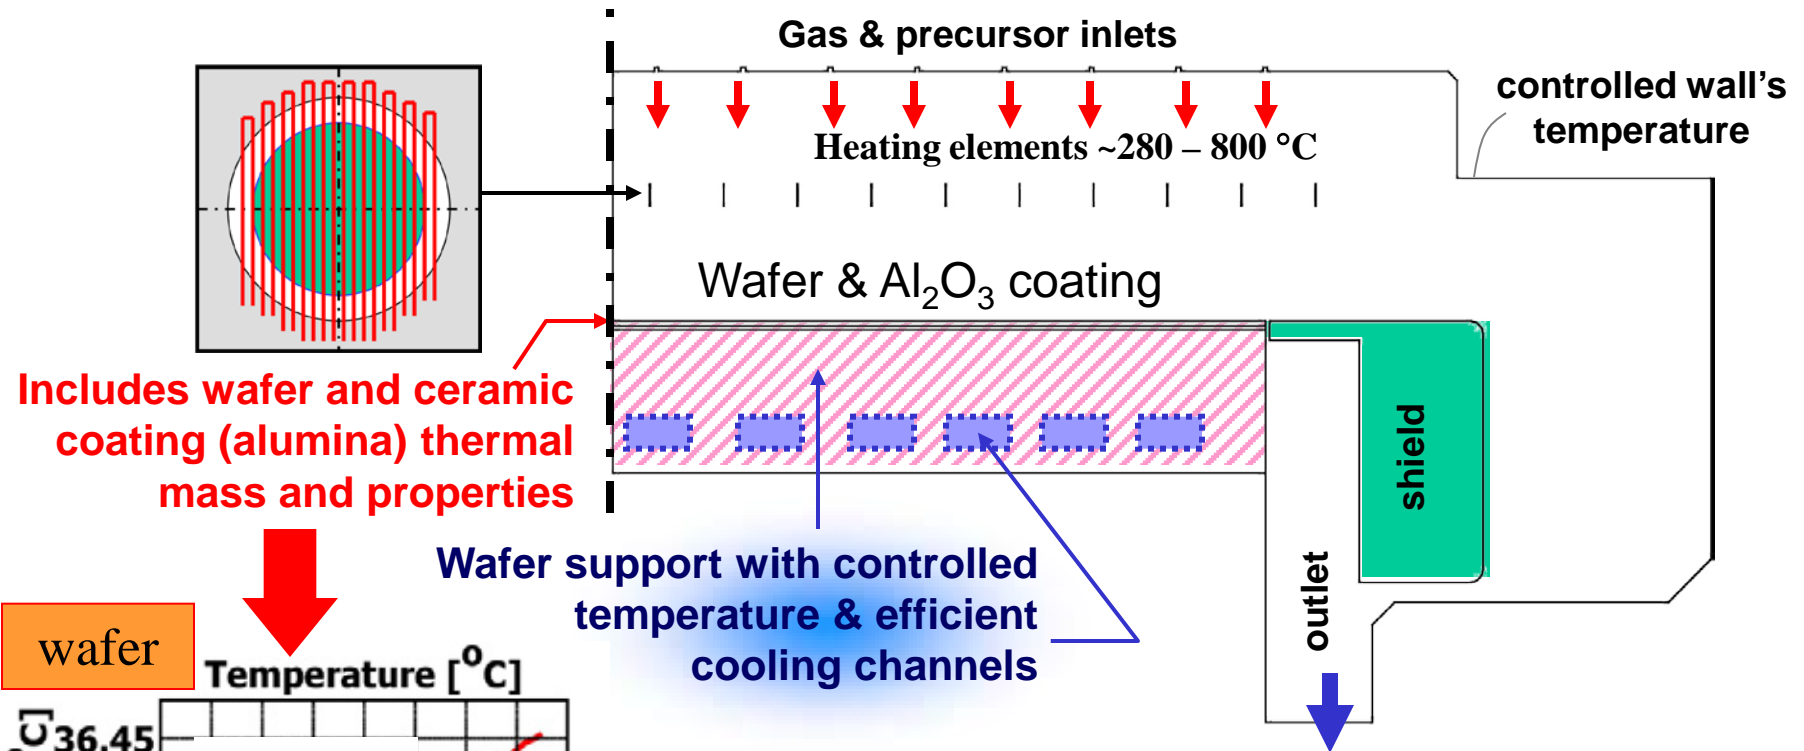 Gas & precursor inlets
controlled wall's
temperature
Heating elements ~280 – 800 °C
Wafer & Al₂O₃ coating
Includes wafer and ceramic
coating (alumina) thermal
mass and properties
shield
Wafer support with controlled
temperature & efficient
cooling channels
outlet
wafer
Temperature [°C]
36.45